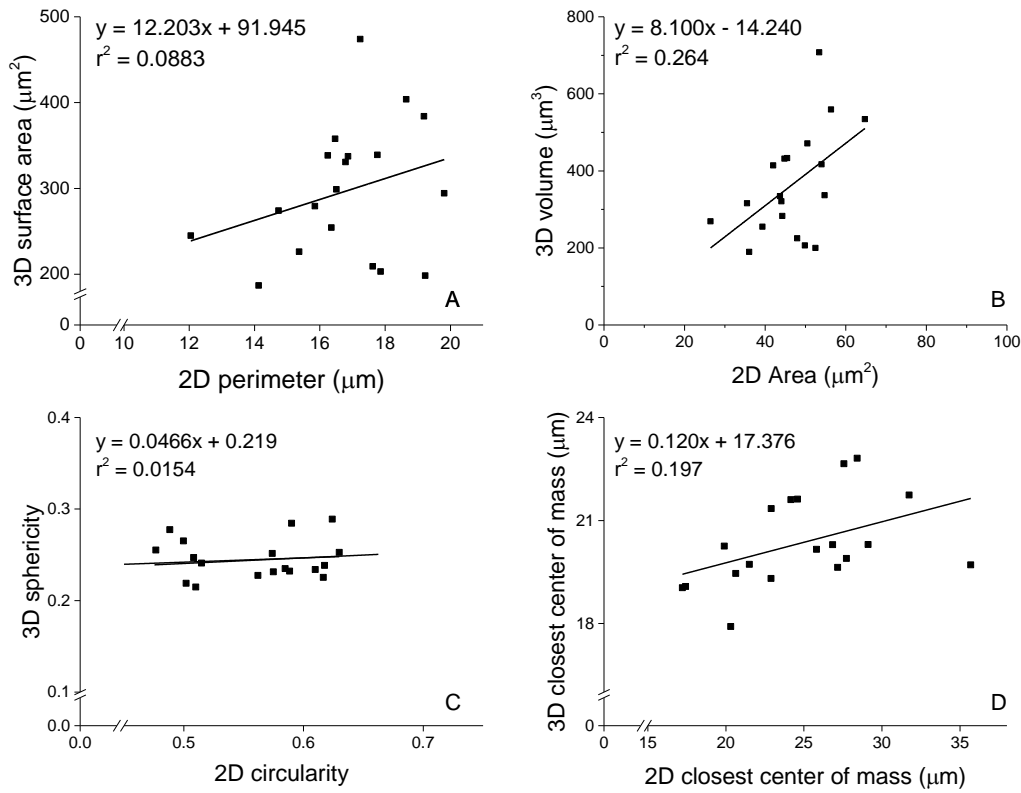 y = 12.203x + 91.945
r² = 0.0883
500
400
300
200
0
3D surface area (μm²)
0
10
12
14
16
18
20
2D perimeter (μm)
A
y = 8.100x - 14.240
r² = 0.264
800
600
400
200
0
3D volume (μm³)
0
20
40
60
80
100
2D Area (μm²)
B
y = 0.0466x + 0.219
r² = 0.0154
0.4
0.3
0.2
0.1
0.0
3D sphericity
0.0
0.5
0.6
0.7
2D circularity
C
y = 0.120x + 17.376
r² = 0.197
24
21
18
0
3D closest center of mass (μm)
0
15
20
25
30
35
2D closest center of mass (μm)
D